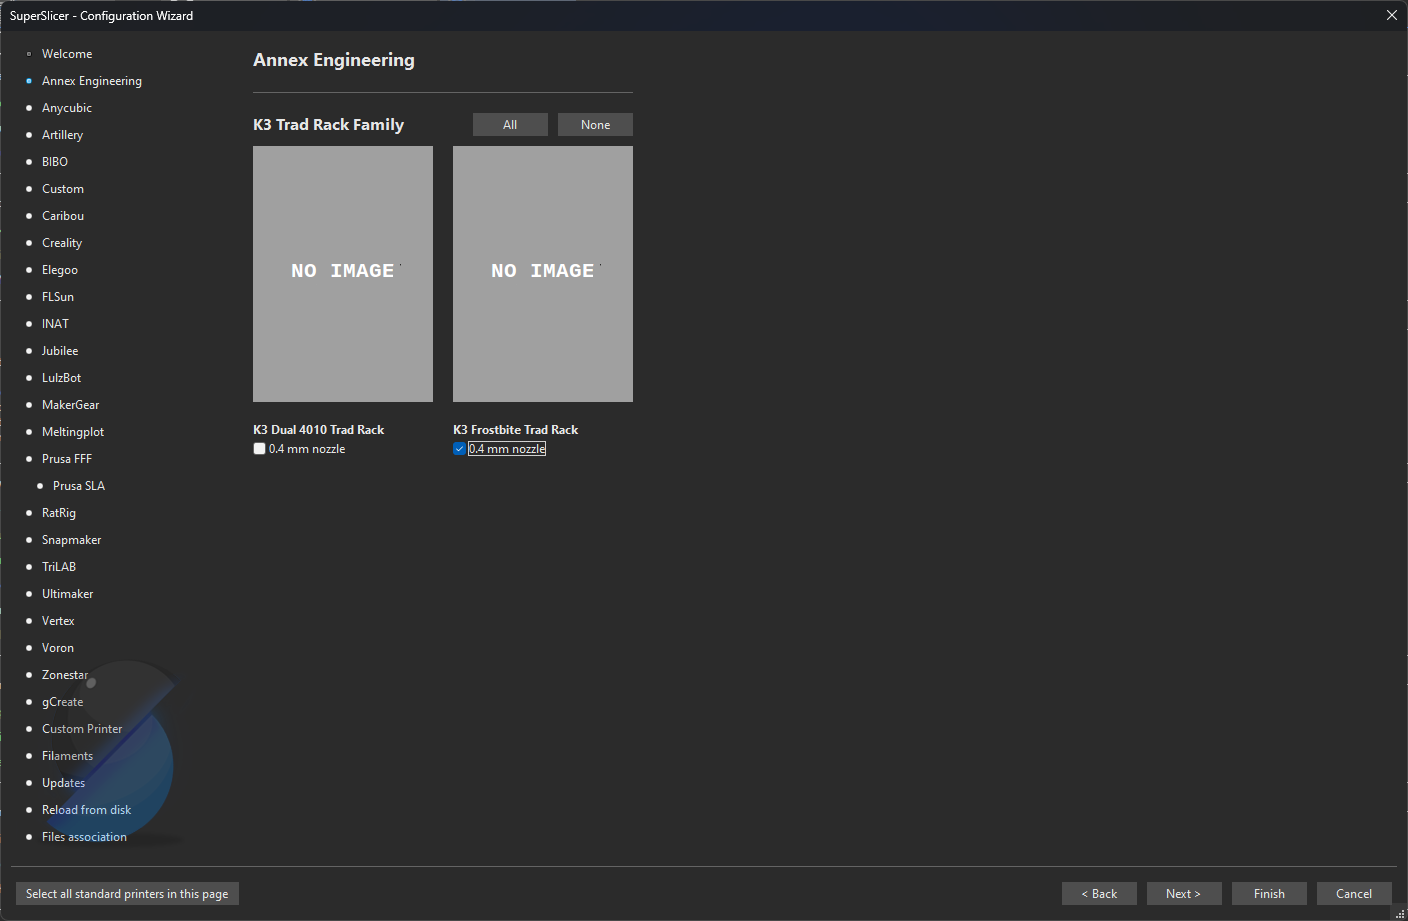 SuperSlicer - Configuration Wizard
Welcome
Annex Engineering
Anycubic
Artillery
BIBO
Custom
Caribou
Creality
Elegoo
FLSun
INAT
Jubilee
LulzBot
MakerGear
Meltingplot
Prusa FFF
Prusa SLA
RatRig
Snapmaker
TriLAB
Ultimaker
Vertex
Voron
Zonestar
gCreate
Custom Printer
Filaments
Updates
Reload from disk
Files association
Annex Engineering
K3 Trad Rack Family
All
None
NO IMAGE
NO IMAGE
K3 Dual 4010 Trad Rack
0.4 mm nozzle
K3 Frostbite Trad Rack
0.4 mm nozzle
Select all standard printers in this page
< Back
Next >
Finish
Cancel